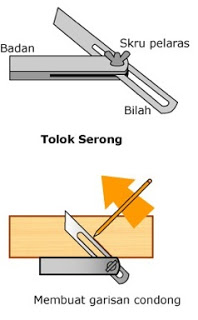 Skru pelaras
Badan
Bilah
Tolok Serong
Membuat garisan condong